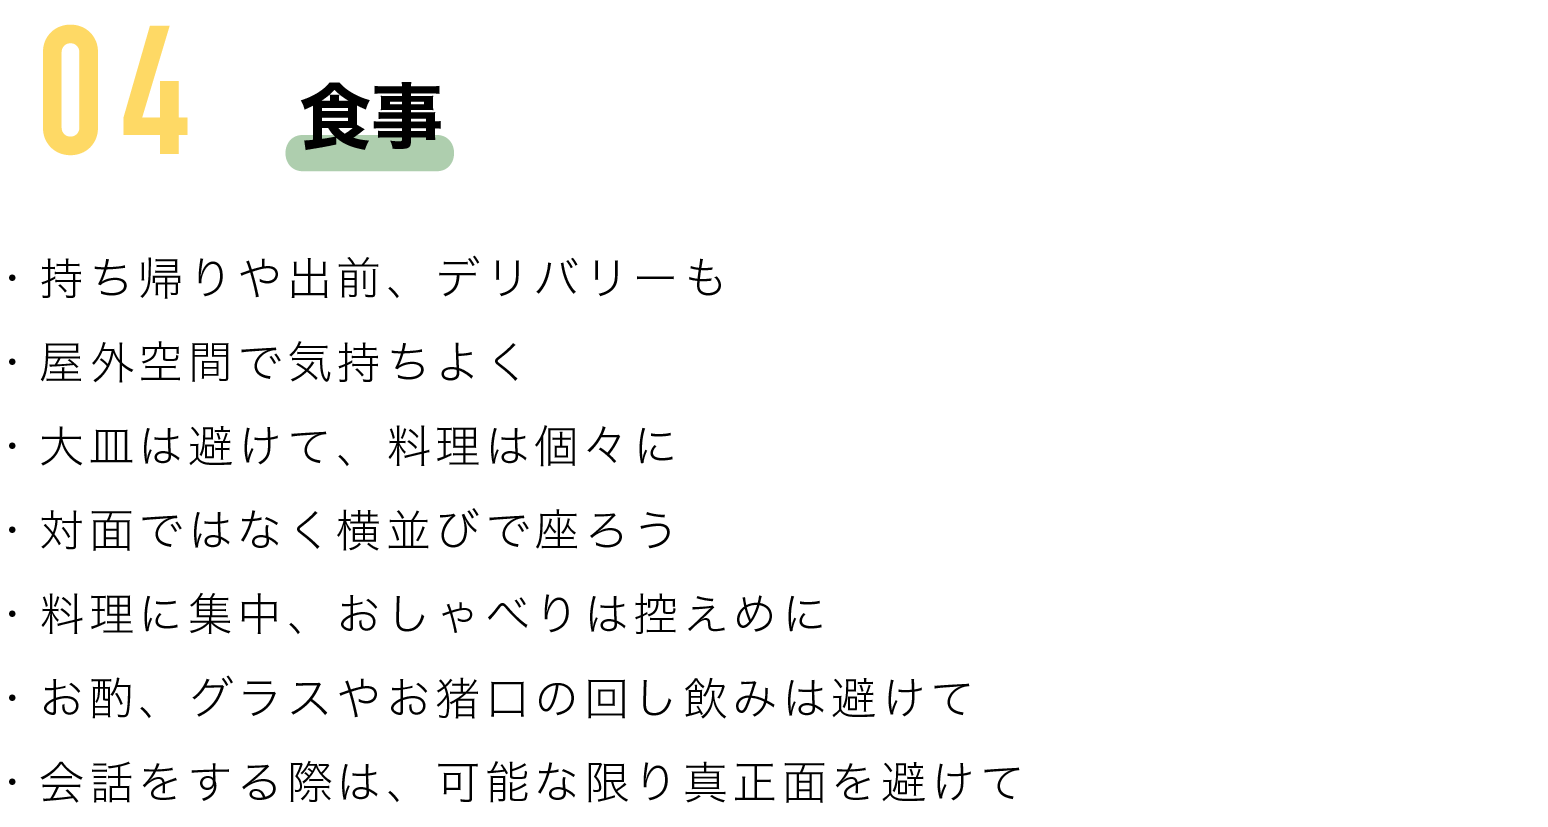 04 食事
・持ち帰りや出前、デリバリーも
・屋外空間で気持ちよく
・大皿は避けて、料理は個々に
・対面ではなく横並びで座ろう
・料理に集中、おしゃべりは控えめに
・お酌、グラスやお猪口の回し飲みは避けて
・会話をする際は、可能な限り真正面を避けて